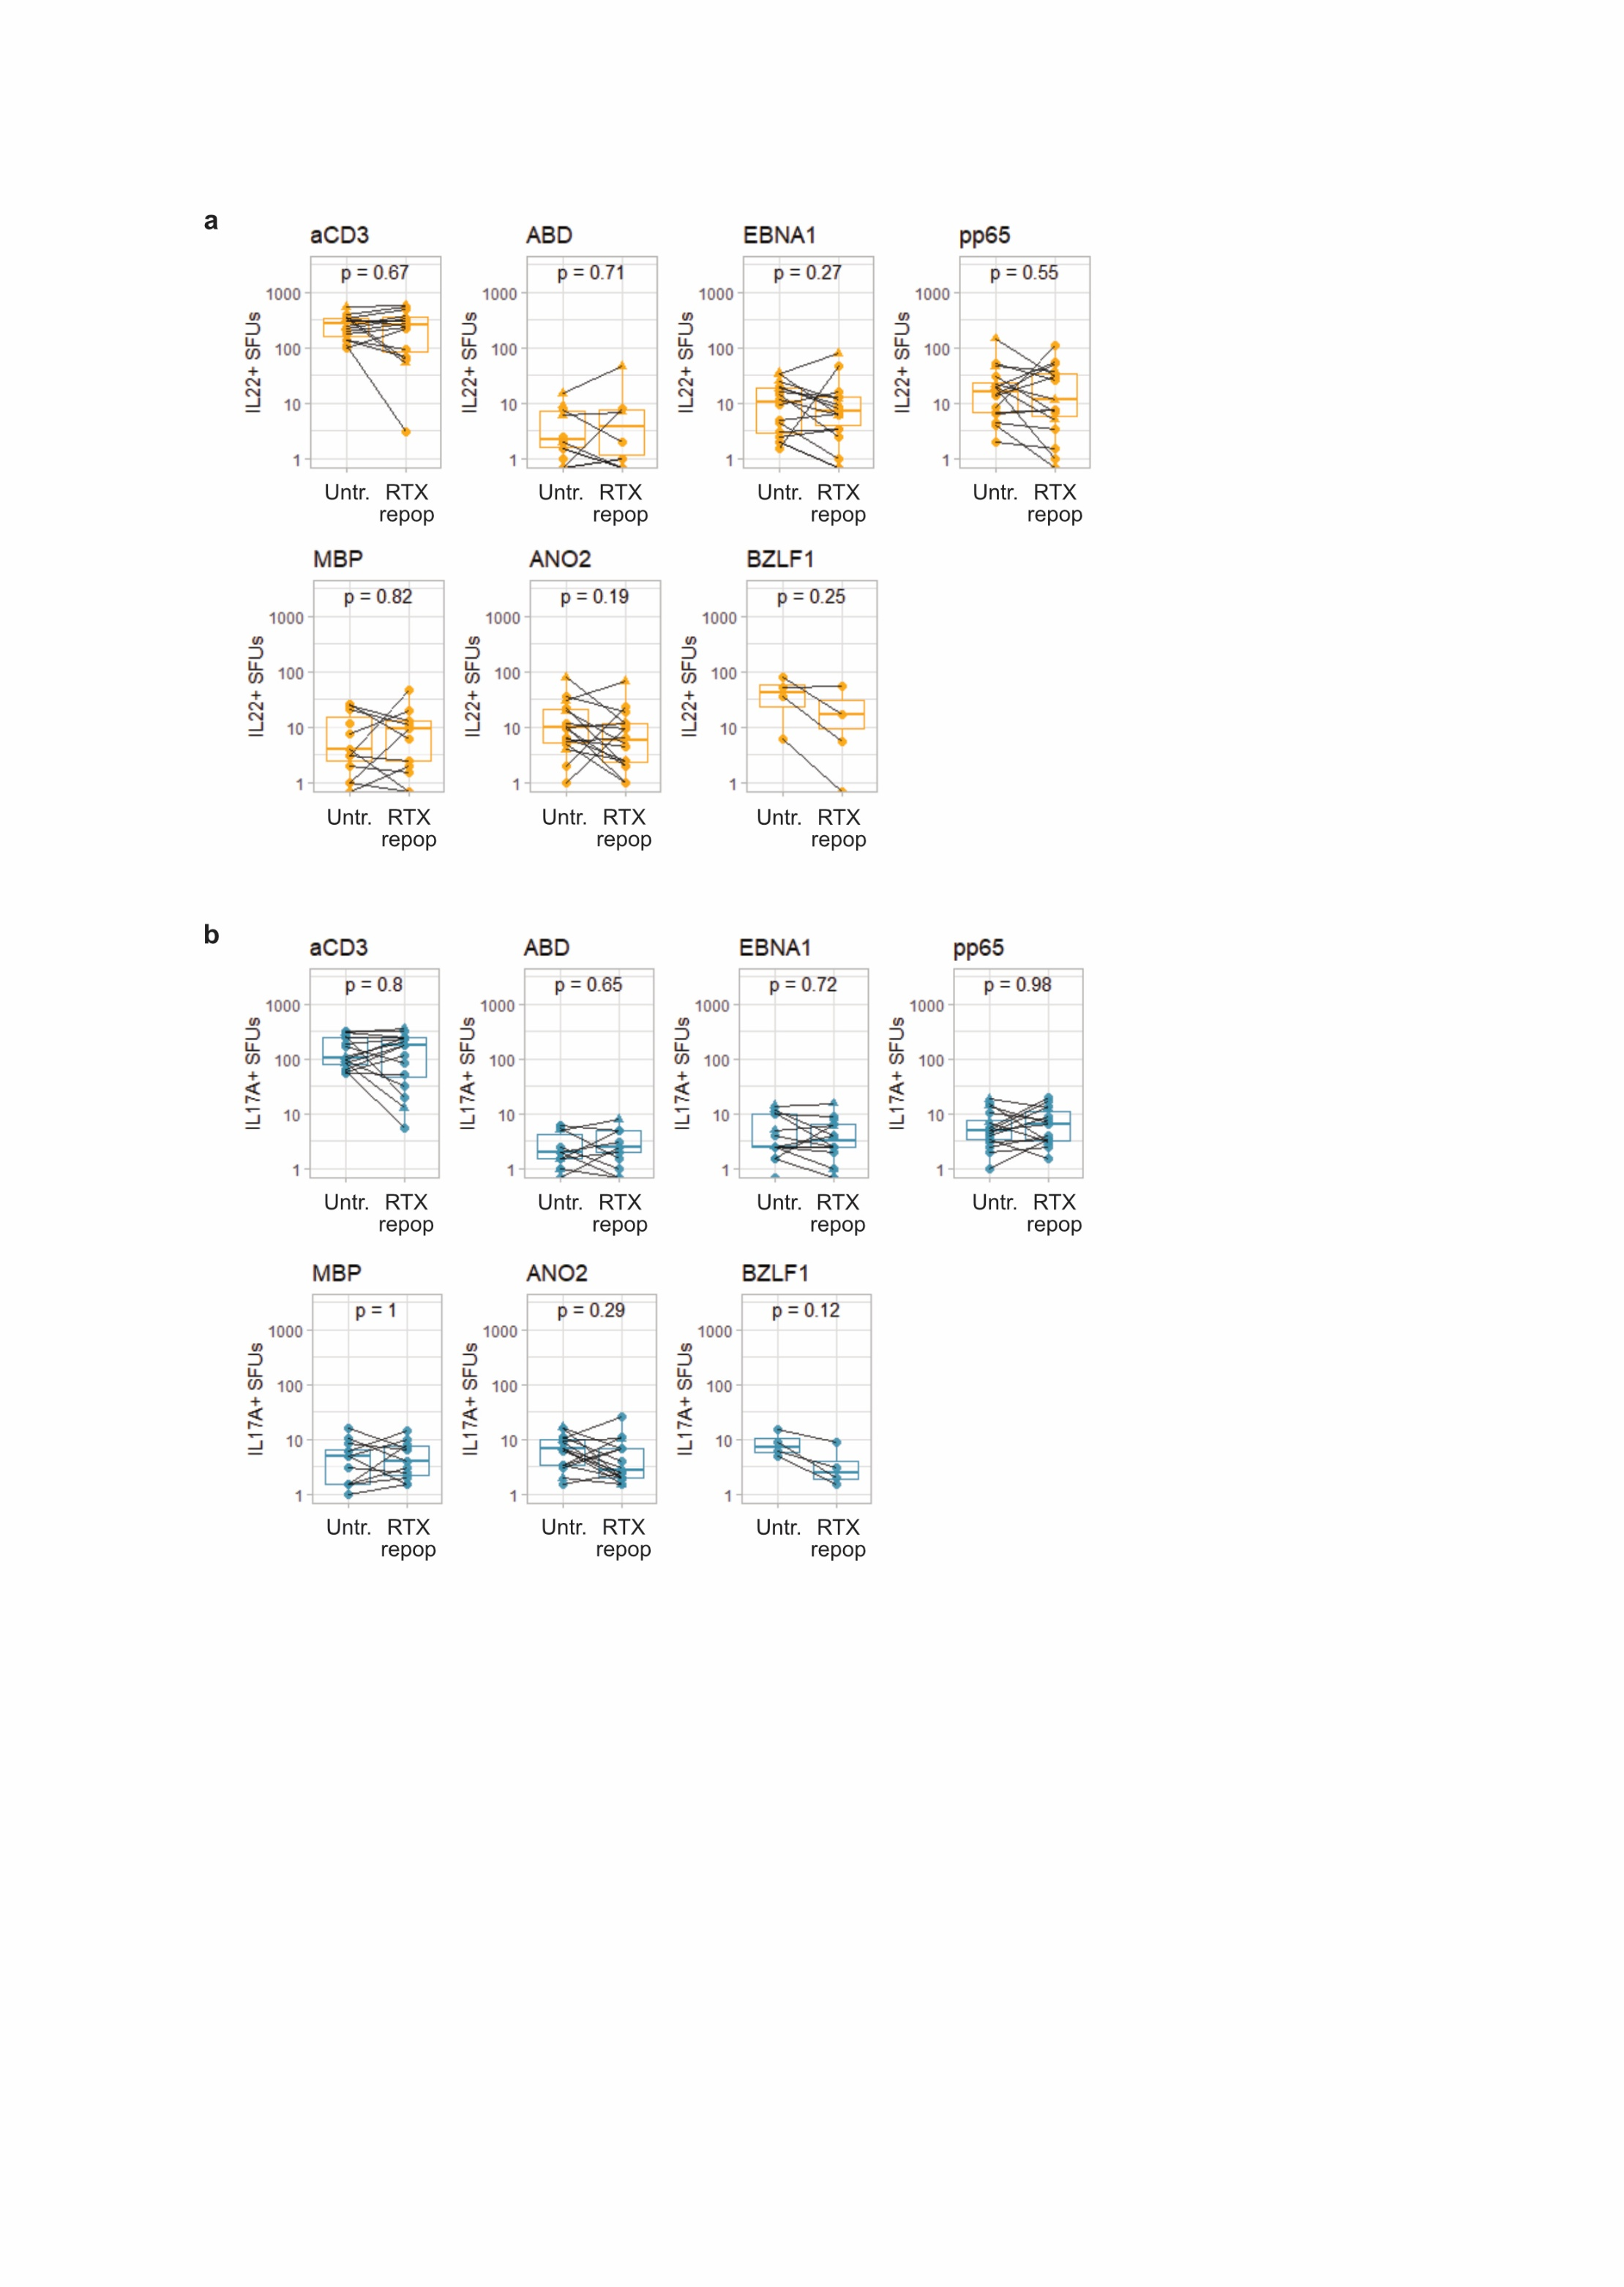 a
aCD3 ABD EBNA1 pp65
p = 0.67 p = 0.71 p = 0.27 p = 0.55
IL22+ SFUs IL22+ SFUs IL22+ SFUs IL22+ SFUs
1000 1000 1000 1000
100 100 100 100
10 10 10 10
1 1 1 1
Untr. RTX Untr. RTX Untr. RTX Untr. RTX
repop repop repop repop
MBP ANO2 BZLF1
p = 0.82 p = 0.19 p = 0.25
IL22+ SFUs IL22+ SFUs IL22+ SFUs
1000 1000 1000
100 100 100
10 10 10
1 1 1
Untr. RTX Untr. RTX Untr. RTX
repop repop repop
b
aCD3 ABD EBNA1 pp65
p = 0.8 p = 0.65 p = 0.72 p = 0.98
IL17A+ SFUs IL17A+ SFUs IL17A+ SFUs IL17A+ SFUs
1000 1000 1000 1000
100 100 100 100
10 10 10 10
1 1 1 1
Untr. RTX Untr. RTX Untr. RTX Untr. RTX
repop repop repop repop
MBP ANO2 BZLF1
p = 1 p = 0.29 p = 0.12
IL17A+ SFUs IL17A+ SFUs IL17A+ SFUs
1000 1000 1000
100 100 100
10 10 10
1 1 1
Untr. RTX Untr. RTX Untr. RTX
repop repop repop